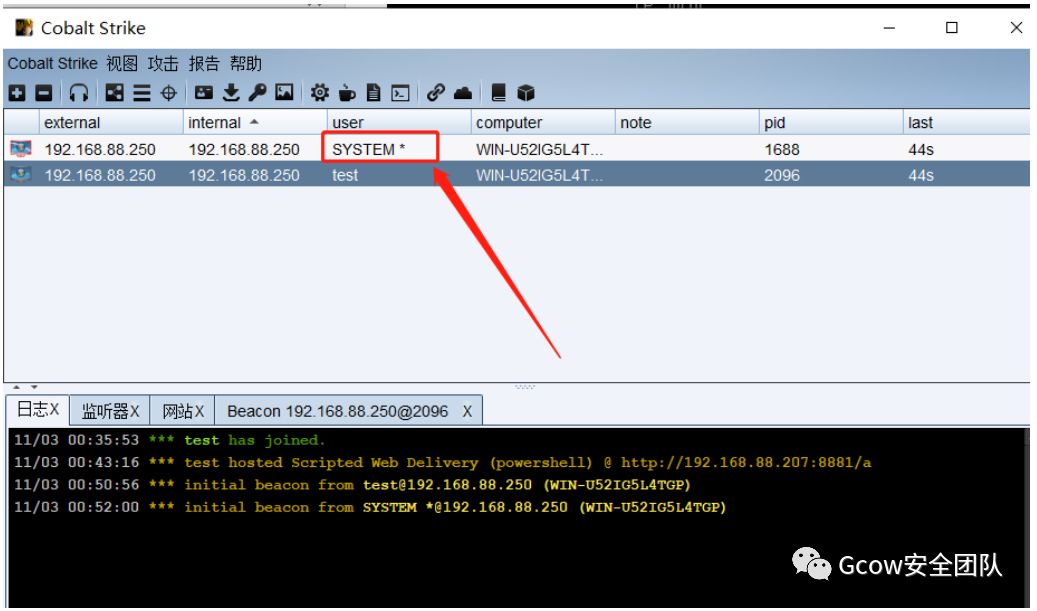 Cobalt Strike
Cobalt Strike 视图 攻击 报告 帮助
external internal user computer note pid last
192.168.88.250 192.168.88.250 SYSTEM * WIN-U52IG5L4T... 1688 44s
192.168.88.250 192.168.88.250 test WIN-U52IG5L4T... 2096 44s
日志X 监听器X 网站X Beacon 192.168.88.250@2096 X
11/03 00:35:53 *** test has joined.
11/03 00:43:16 *** test hosted Scripted Web Delivery (powershell) @ http://192.168.88.207:8881/a
11/03 00:50:56 *** initial beacon from test@192.168.88.250 (WIN-U52IG5L4TGP)
11/03 00:52:00 *** initial beacon from SYSTEM *@192.168.88.250 (WIN-U52IG5L4TGP)
Gcow安全团队